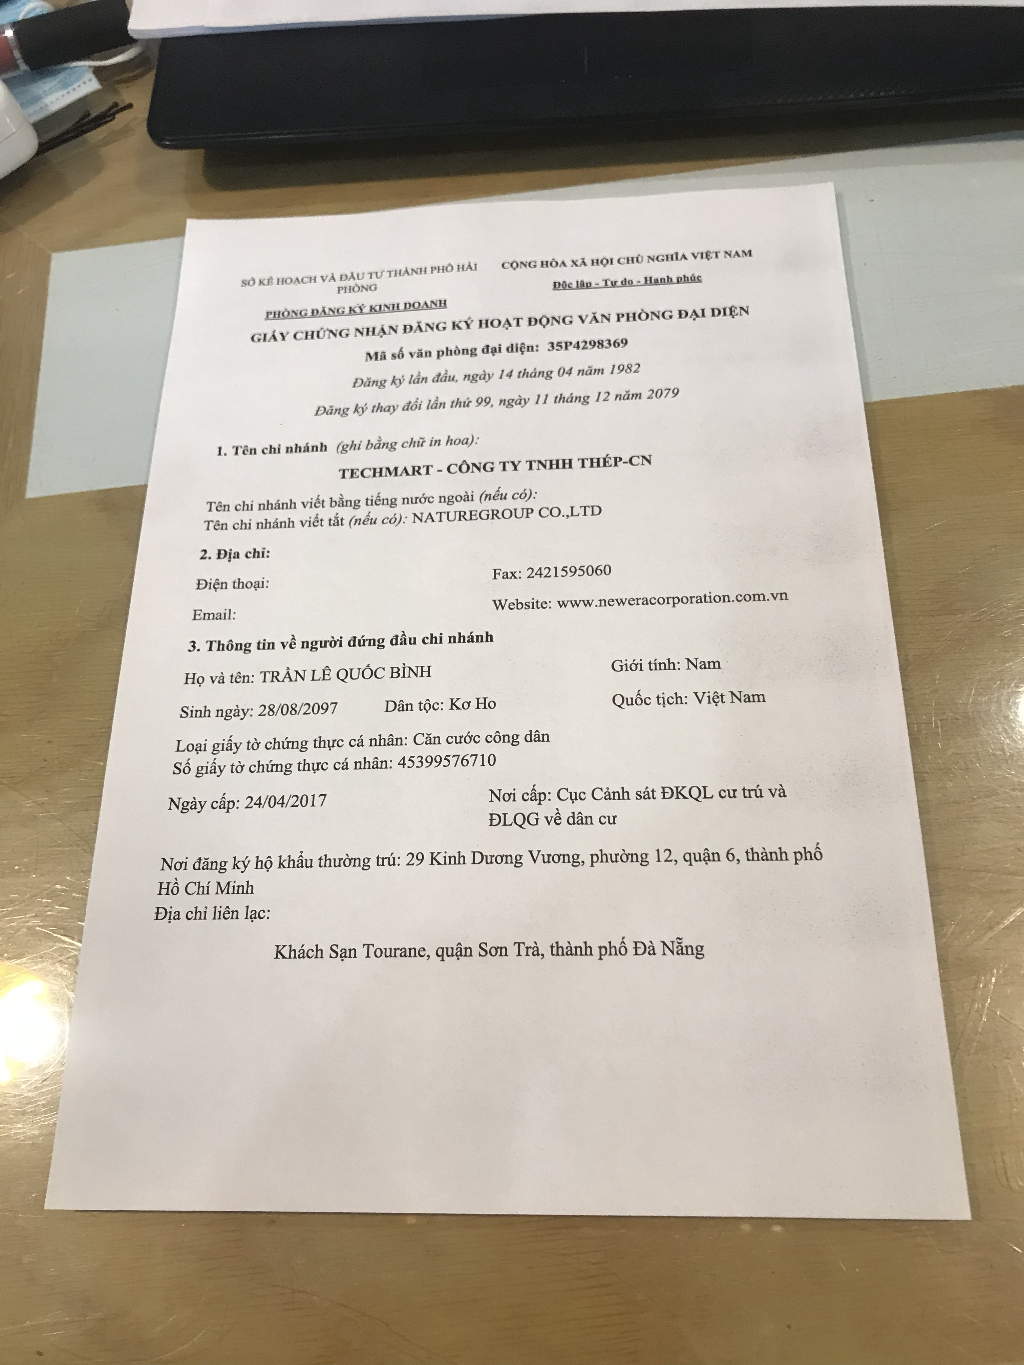 SỞ KẾ HOẠCH VÀ ĐẦU TƯ THÀNH PHỐ HẢI
PHÒNG
PHÒNG ĐĂNG KÝ KINH DOANH
CỘNG HÒA XÃ HỘI CHỦ NGHĨA VIỆT NAM
Độc lập - Tự do - Hạnh phúc
GIẤY CHỨNG NHẬN ĐĂNG KÝ HOẠT ĐỘNG VĂN PHÒNG ĐẠI DIỆN
Mã số văn phòng đại diện: 35P4298369
Đăng ký lần đầu, ngày 14 tháng 04 năm 1982
Đăng ký thay đổi lần thứ 99, ngày 11 tháng 12 năm 2079
1. Tên chi nhánh (ghi bằng chữ in hoa):
TECHMART - CÔNG TY TNHH THÉP-CN
Tên chi nhánh viết bằng tiếng nước ngoài (nếu có):
Tên chi nhánh viết tắt (nếu có): NATUREGROUP CO.,LTD
2. Địa chỉ:
Điện thoại: Fax: 2421595060
Email: Website: www.neweracorporation.com.vn
3. Thông tin về người đứng đầu chi nhánh
Họ và tên: TRẦN LÊ QUỐC BÌNH Giới tính: Nam
Sinh ngày: 28/08/2097 Dân tộc: Kơ Ho Quốc tịch: Việt Nam
Loại giấy tờ chứng thực cá nhân: Căn cước công dân
Số giấy tờ chứng thực cá nhân: 45399576710
Ngày cấp: 24/04/2017 Nơi cấp: Cục Cảnh sát ĐKQL cư trú và
ĐLQG về dân cư
Nơi đăng ký hộ khẩu thường trú: 29 Kinh Dương Vương, phường 12, quận 6, thành phố
Hồ Chí Minh
Địa chỉ liên lạc:
Khách Sạn Tourane, quận Sơn Trà, thành phố Đà Nẵng